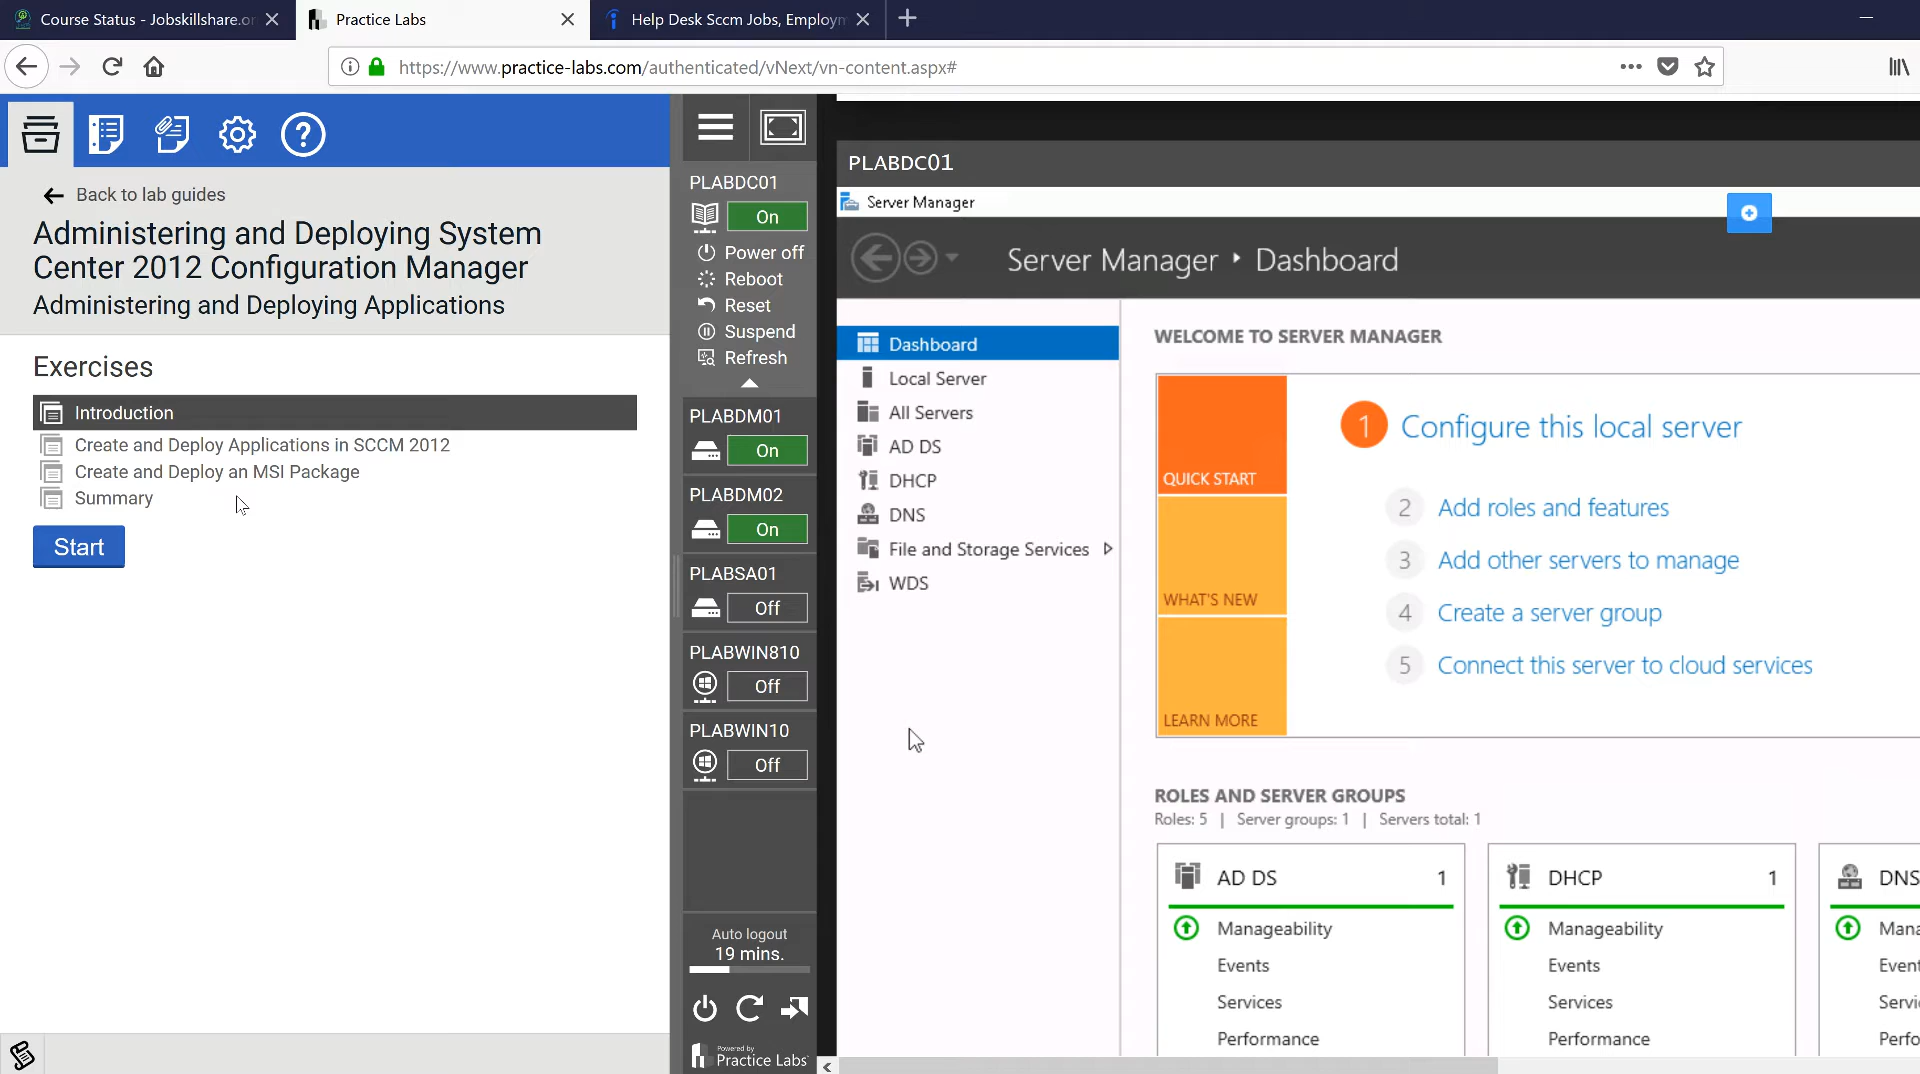 Course Status - Jobskillshare.or
Practice Labs
Help Desk Sccm Jobs, Employm
https://www.practice-labs.com/authenticated/vNext/vn-content.aspx#
Back to lab guides
Administering and Deploying System
Center 2012 Configuration Manager
Administering and Deploying Applications
Exercises
Introduction
Create and Deploy Applications in SCCM 2012
Create and Deploy an MSI Package
Summary
Start
PLABDC01
On
Power off
Reboot
Reset
Suspend
Refresh
PLABDM01
On
PLABDM02
On
PLABSA01
Off
PLABWIN810
Off
PLABWIN10
Off
Auto logout
19 mins.
Powered by
Practice Labs
PLABDC01
Server Manager
Server Manager
Dashboard
Dashboard
Local Server
All Servers
AD DS
DHCP
DNS
File and Storage Services
WDS
WELCOME TO SERVER MANAGER
QUICK START
WHAT'S NEW
LEARN MORE
1 Configure this local server
2 Add roles and features
3 Add other servers to manage
4 Create a server group
5 Connect this server to cloud services
ROLES AND SERVER GROUPS
Roles: 5 | Server groups: 1 | Servers total: 1
AD DS 1
Manageability
Events
Services
Performance
DHCP 1
Manageability
Events
Services
Performance
DNS
Mana
Event
Servic
Perfo